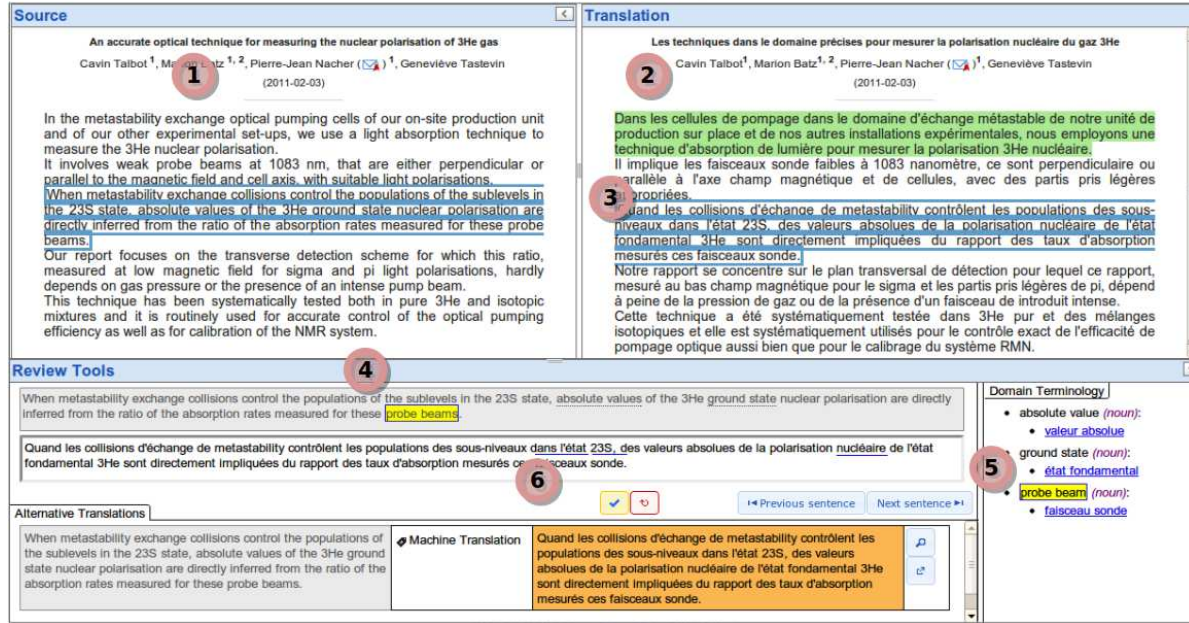 Source
<
Translation
An accurate optical technique for measuring the nuclear polarisation of 3He gas
Cavin Talbot 1, Batz 1, 2, Pierre-Jean Nacher ( ) 1, Geneviève Tastevin
(2011-02-03)
1
In the metastability exchange optical pumping cells of our on-site production unit
and of our other experimental set-ups, we use a light absorption technique to
measure the 3He nuclear polarisation.
It involves weak probe beams at 1083 nm, that are either perpendicular or
parallel to the magnetic field and cell axis, with suitable light polarisations.
When metastability exchange collisions control the populations of the sublevels in
the 23S state, absolute values of the 3He ground state nuclear polarisation are
directly inferred from the ratio of the absorption rates measured for these probe
beams.
Our report focuses on the transverse detection scheme for which this ratio,
measured at low magnetic field for sigma and pi light polarisations, hardly
depends on gas pressure or the presence of an intense pump beam.
This technique has been systematically tested both in pure 3He and isotopic
mixtures and it is routinely used for accurate control of the optical pumping
efficiency as well as for calibration of the NMR system.
Les techniques dans le domaine précises pour mesurer la polarisation nucléaire du gaz 3He
Cavin Talbot1, Marion Batz1, 2, Pierre-Jean Nacher ( )1, Geneviève Tastevin
(2011-02-03)
2
Dans les cellules de pompage dans le domaine d'échange métastable de notre unité de
production sur place et de nos autres installations expérimentales, nous employons une
technique d'absorption de lumière pour mesurer la polarisation 3He nucléaire.
Il implique les faisceaux sonde faibles à 1083 nanomètre, ce sont perpendiculaire ou
parallèle à l'axe champ magnétique et de cellules, avec des partis pris légères
appropriées.
3
Quand les collisions d'échange de metastability contrôlent les populations des sous-
niveaux dans l'état 23S, des valeurs absolues de la polarisation nucléaire de l'état
fondamental 3He sont directement impliquées du rapport des taux d'absorption
mesurés ces faisceaux sonde.
Notre rapport se concentre sur le plan transversal de détection pour lequel ce rapport,
mesuré au bas champ magnétique pour le sigma et les partis pris légères de pi, dépend
à peine de la pression de gaz ou de la présence d'un faisceau de introduit intense.
Cette technique a été systématiquement testée dans 3He pur et des mélanges
isotopiques et elle est systématiquement utilisés pour le contrôle exact de l'efficacité de
pompage optique aussi bien que pour le calibrage du système RMN.
Review Tools
4
When metastability exchange collisions control the populations of the sublevels in the 23S state, absolute values of the 3He ground state nuclear polarisation are directly
inferred from the ratio of the absorption rates measured for these probe beams.
Quand les collisions d'échange de metastability contrôlent les populations des sous-niveaux dans l'état 23S, des valeurs absolues de la polarisation nucléaire de l'état
fondamental 3He sont directement impliquées du rapport des taux d'absorption mesurés ces faisceaux sonde.
6
Previous sentence
Next sentence
Alternative Translations
When metastability exchange collisions control the populations of
the sublevels in the 23S state, absolute values of the 3He ground
state nuclear polarisation are directly inferred from the ratio of the
absorption rates measured for these probe beams.
Machine Translation
Quand les collisions d'échange de metastability contrôlent les
populations des sous-niveaux dans l'état 23S, des valeurs
absolues de la polarisation nucléaire de l'état fondamental 3He
sont directement impliquées du rapport des taux d'absorption
mesurés ces faisceaux sonde.
Domain Terminology
absolute value (noun):
valeur absolue
ground state (noun):
état fondamental
5
probe beam (noun):
faisceau sonde